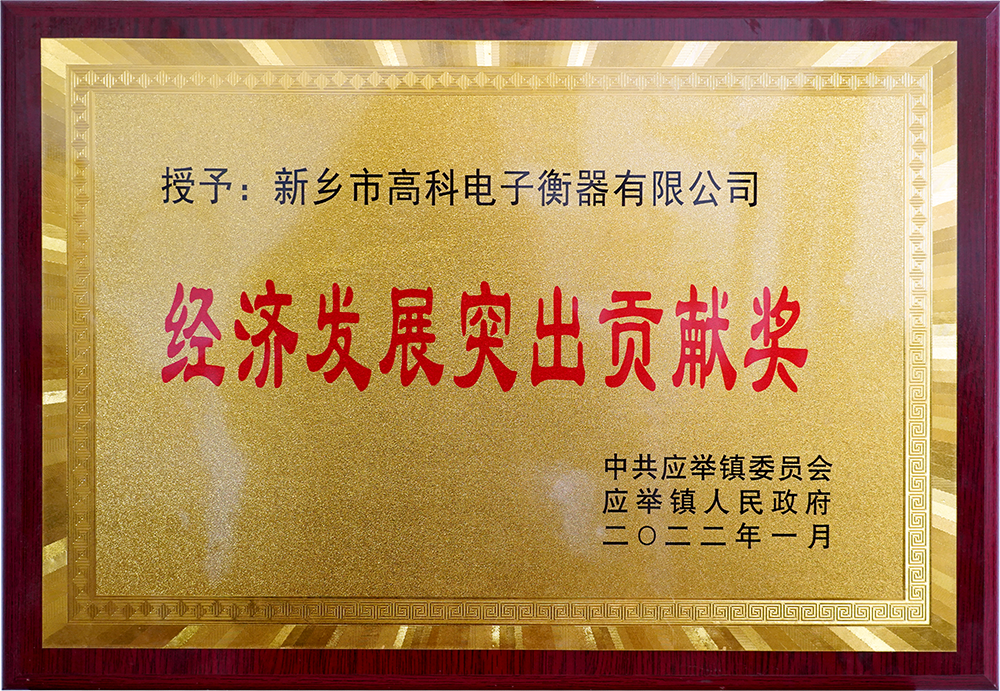 授予：新乡市高科电子衡器有限公司
经济发展突出贡献奖
中共应举镇委员会
应举镇人民政府
二〇二二年一月